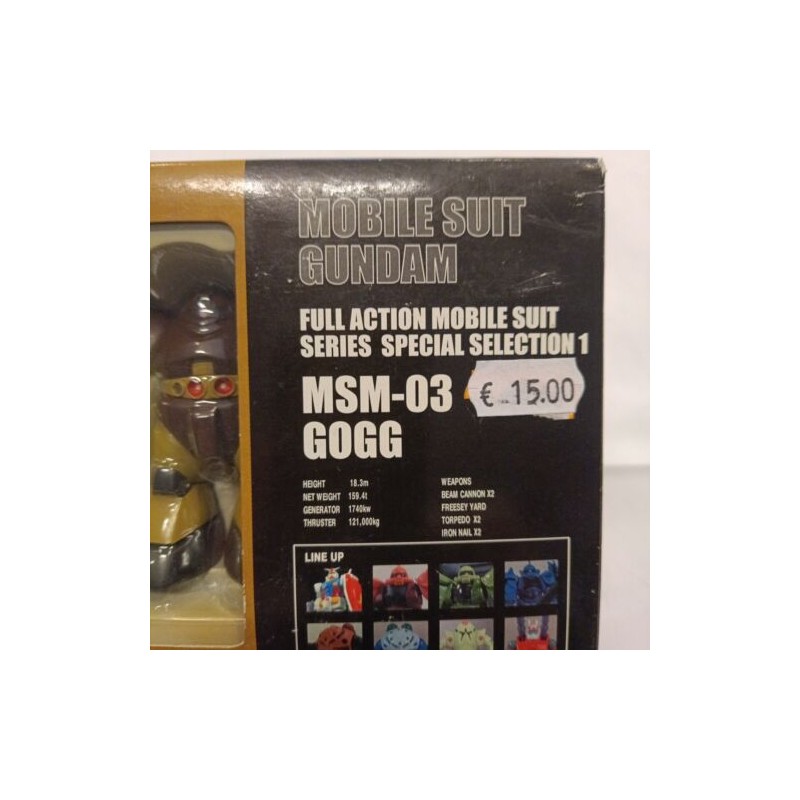 MOBILE SUIT
GUNDAM
FULL ACTION MOBILE SUIT
SERIES SPECIAL SELECTION 1
MSM-03
€ 15.00
GOGG
HEIGHT 18.3m
NET WEIGHT 159.4t
GENERATOR 1740kw
THRUSTER 121,000kg
WEAPONS
BEAM CANNON X2
FREESEY YARD
TORPEDO X2
IRON NAIL X2
LINE UP